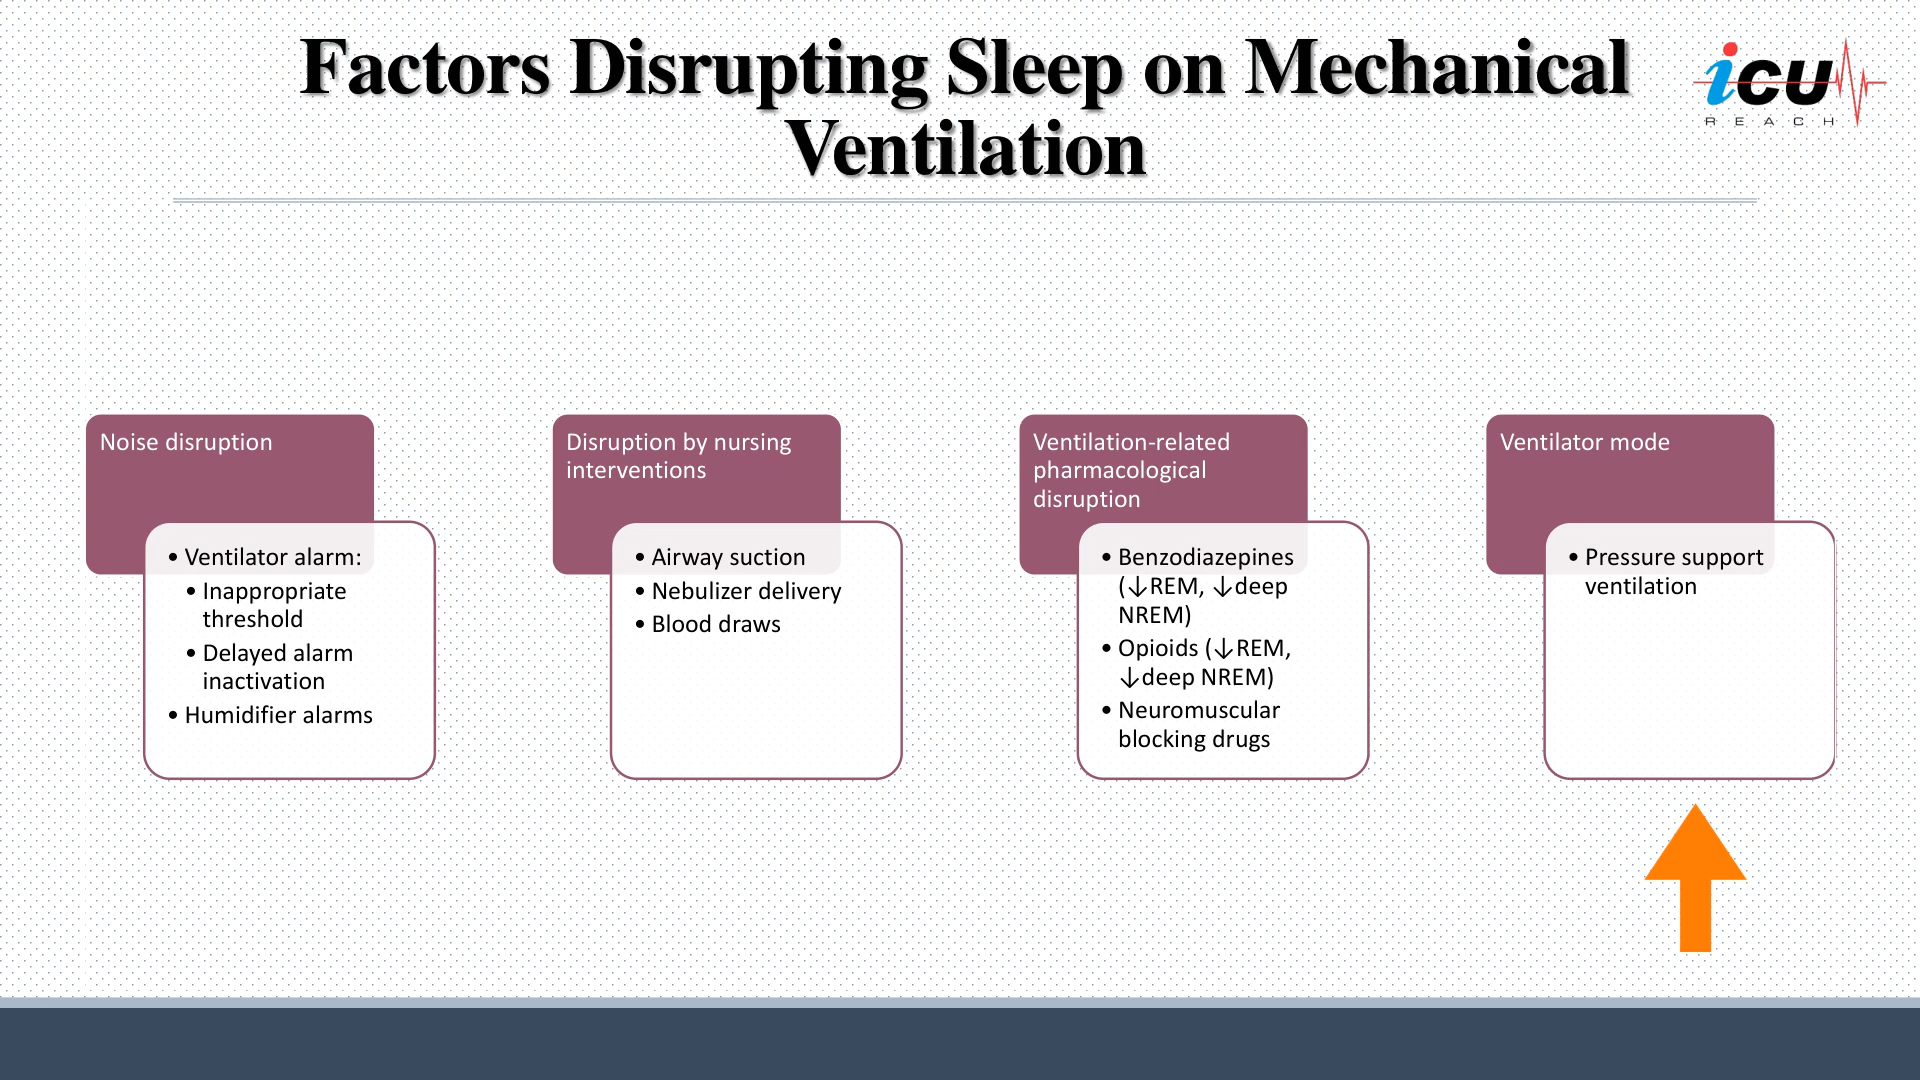 Factors Disrupting Sleep on Mechanical
Ventilation
icu
REACH
Noise disruption
• Ventilator alarm:
• Inappropriate
threshold
• Delayed alarm
inactivation
• Humidifier alarms
Disruption by nursing
interventions
• Airway suction
• Nebulizer delivery
• Blood draws
Ventilation-related
pharmacological
disruption
• Benzodiazepines
(↓REM, ↓deep
NREM)
• Opioids (↓REM,
↓deep NREM)
• Neuromuscular
blocking drugs
Ventilator mode
• Pressure support
ventilation